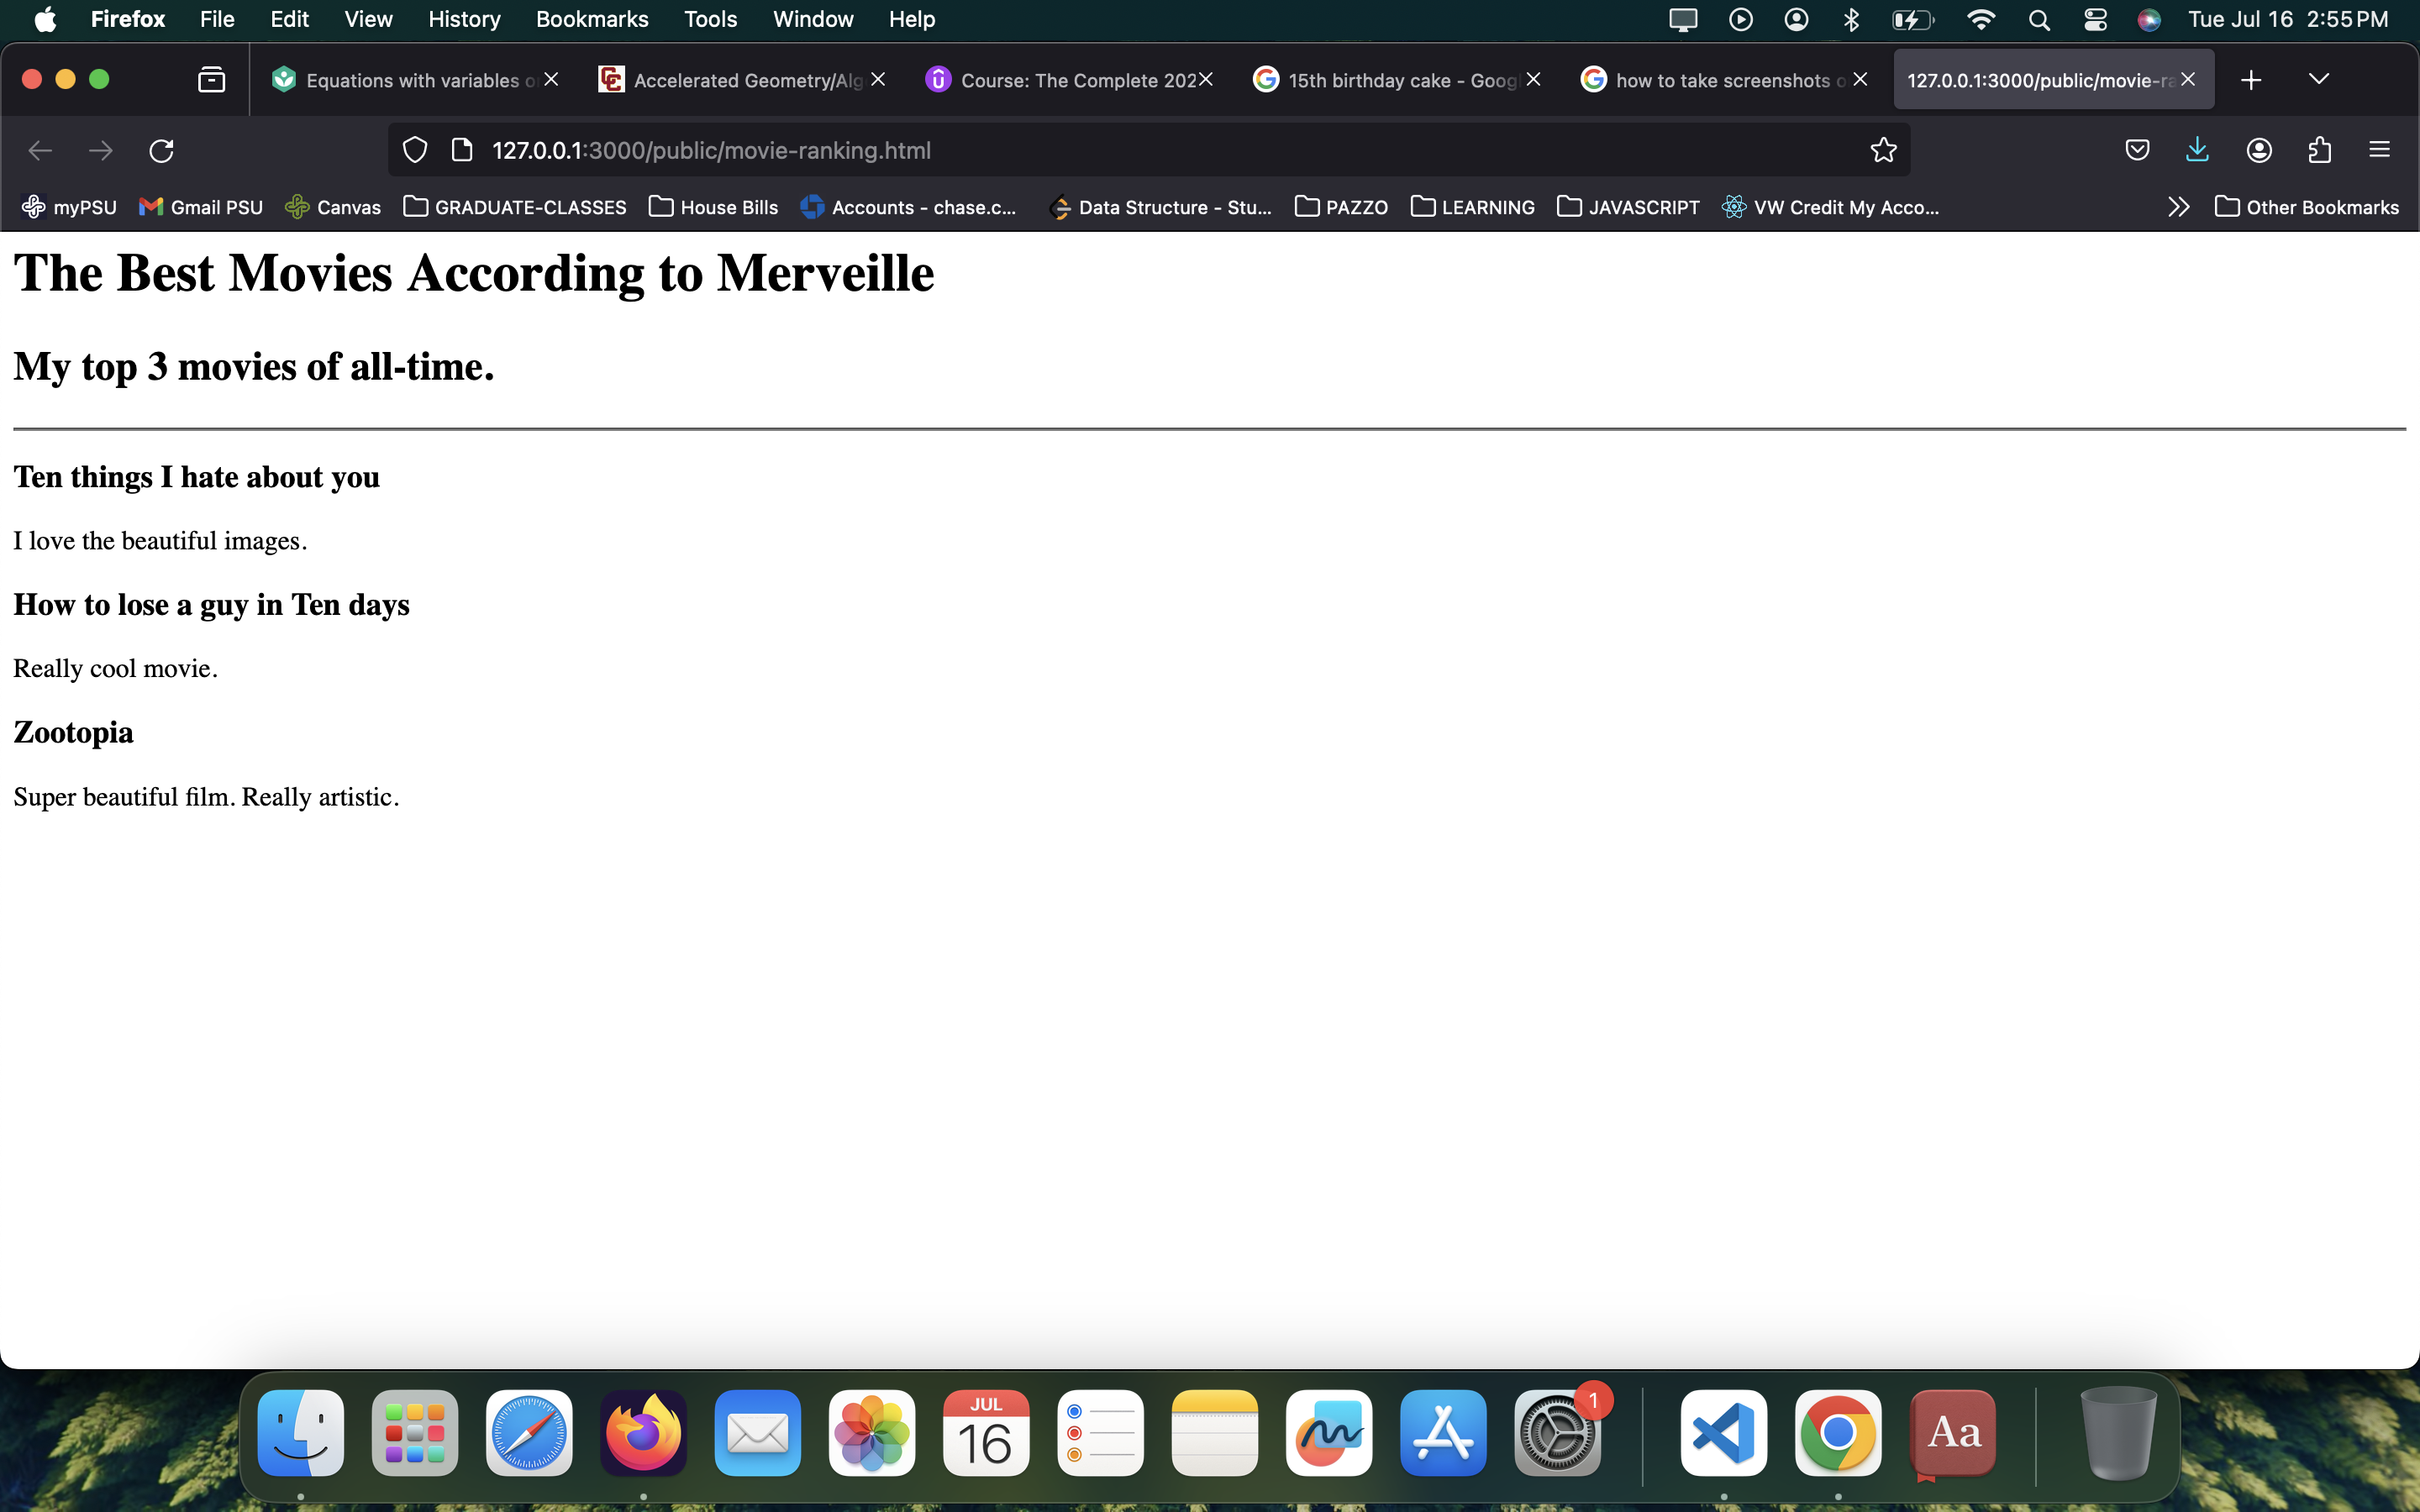 Firefox File Edit View History Bookmarks Tools Window Help Tue Jul 16 2:55 PM
Equations with variables Accelerated Geometry/Alg Course: The Complete 202 15th birthday cake - Goog how to take screenshots 127.0.0.1:3000/public/movie-ra
127.0.0.1:3000/public/movie-ranking.html
myPSU Gmail PSU Canvas GRADUATE-CLASSES House Bills Accounts - chase.c... Data Structure - Stu... PAZZO LEARNING JAVASCRIPT VW Credit My Acco... Other Bookmarks
The Best Movies According to Merveille
My top 3 movies of all-time.
Ten things I hate about you
I love the beautiful images.
How to lose a guy in Ten days
Really cool movie.
Zootopia
Super beautiful film. Really artistic.
JUL 1
16 Aa